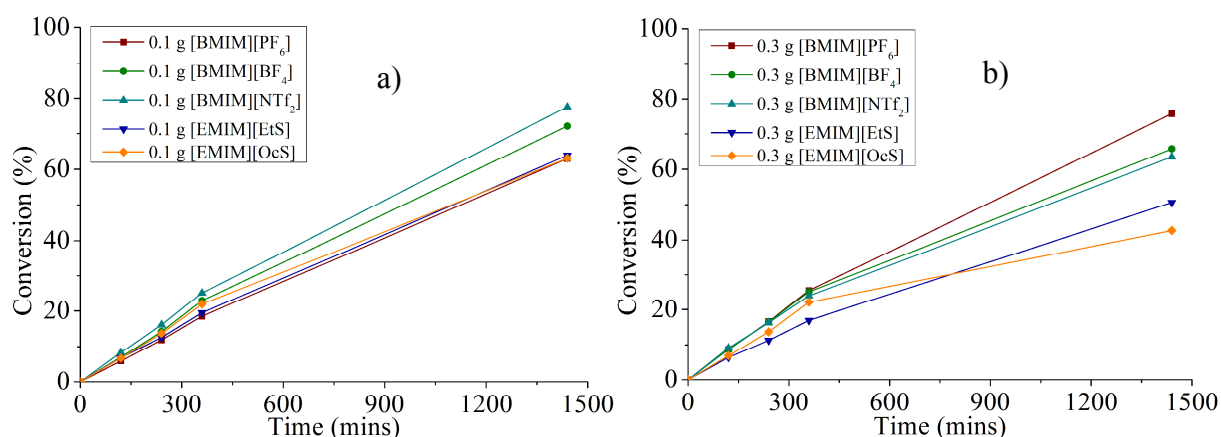 100
80
60
40
20
0
Conversion (%)
0.1 g [BMIM][PF6]
0.1 g [BMIM][BF4]
0.1 g [BMIM][NTf2]
0.1 g [EMIM][EtS]
0.1 g [EMIM][OcS]
a)
0 300 600 900 1200 1500
Time (mins)
100
80
60
40
20
0
Conversion (%)
0.3 g [BMIM][PF6]
0.3 g [BMIM][BF4]
0.3 g [BMIM][NTf2]
0.3 g [EMIM][EtS]
0.3 g [EMIM][OcS]
b)
0 300 600 900 1200 1500
Time (mins)